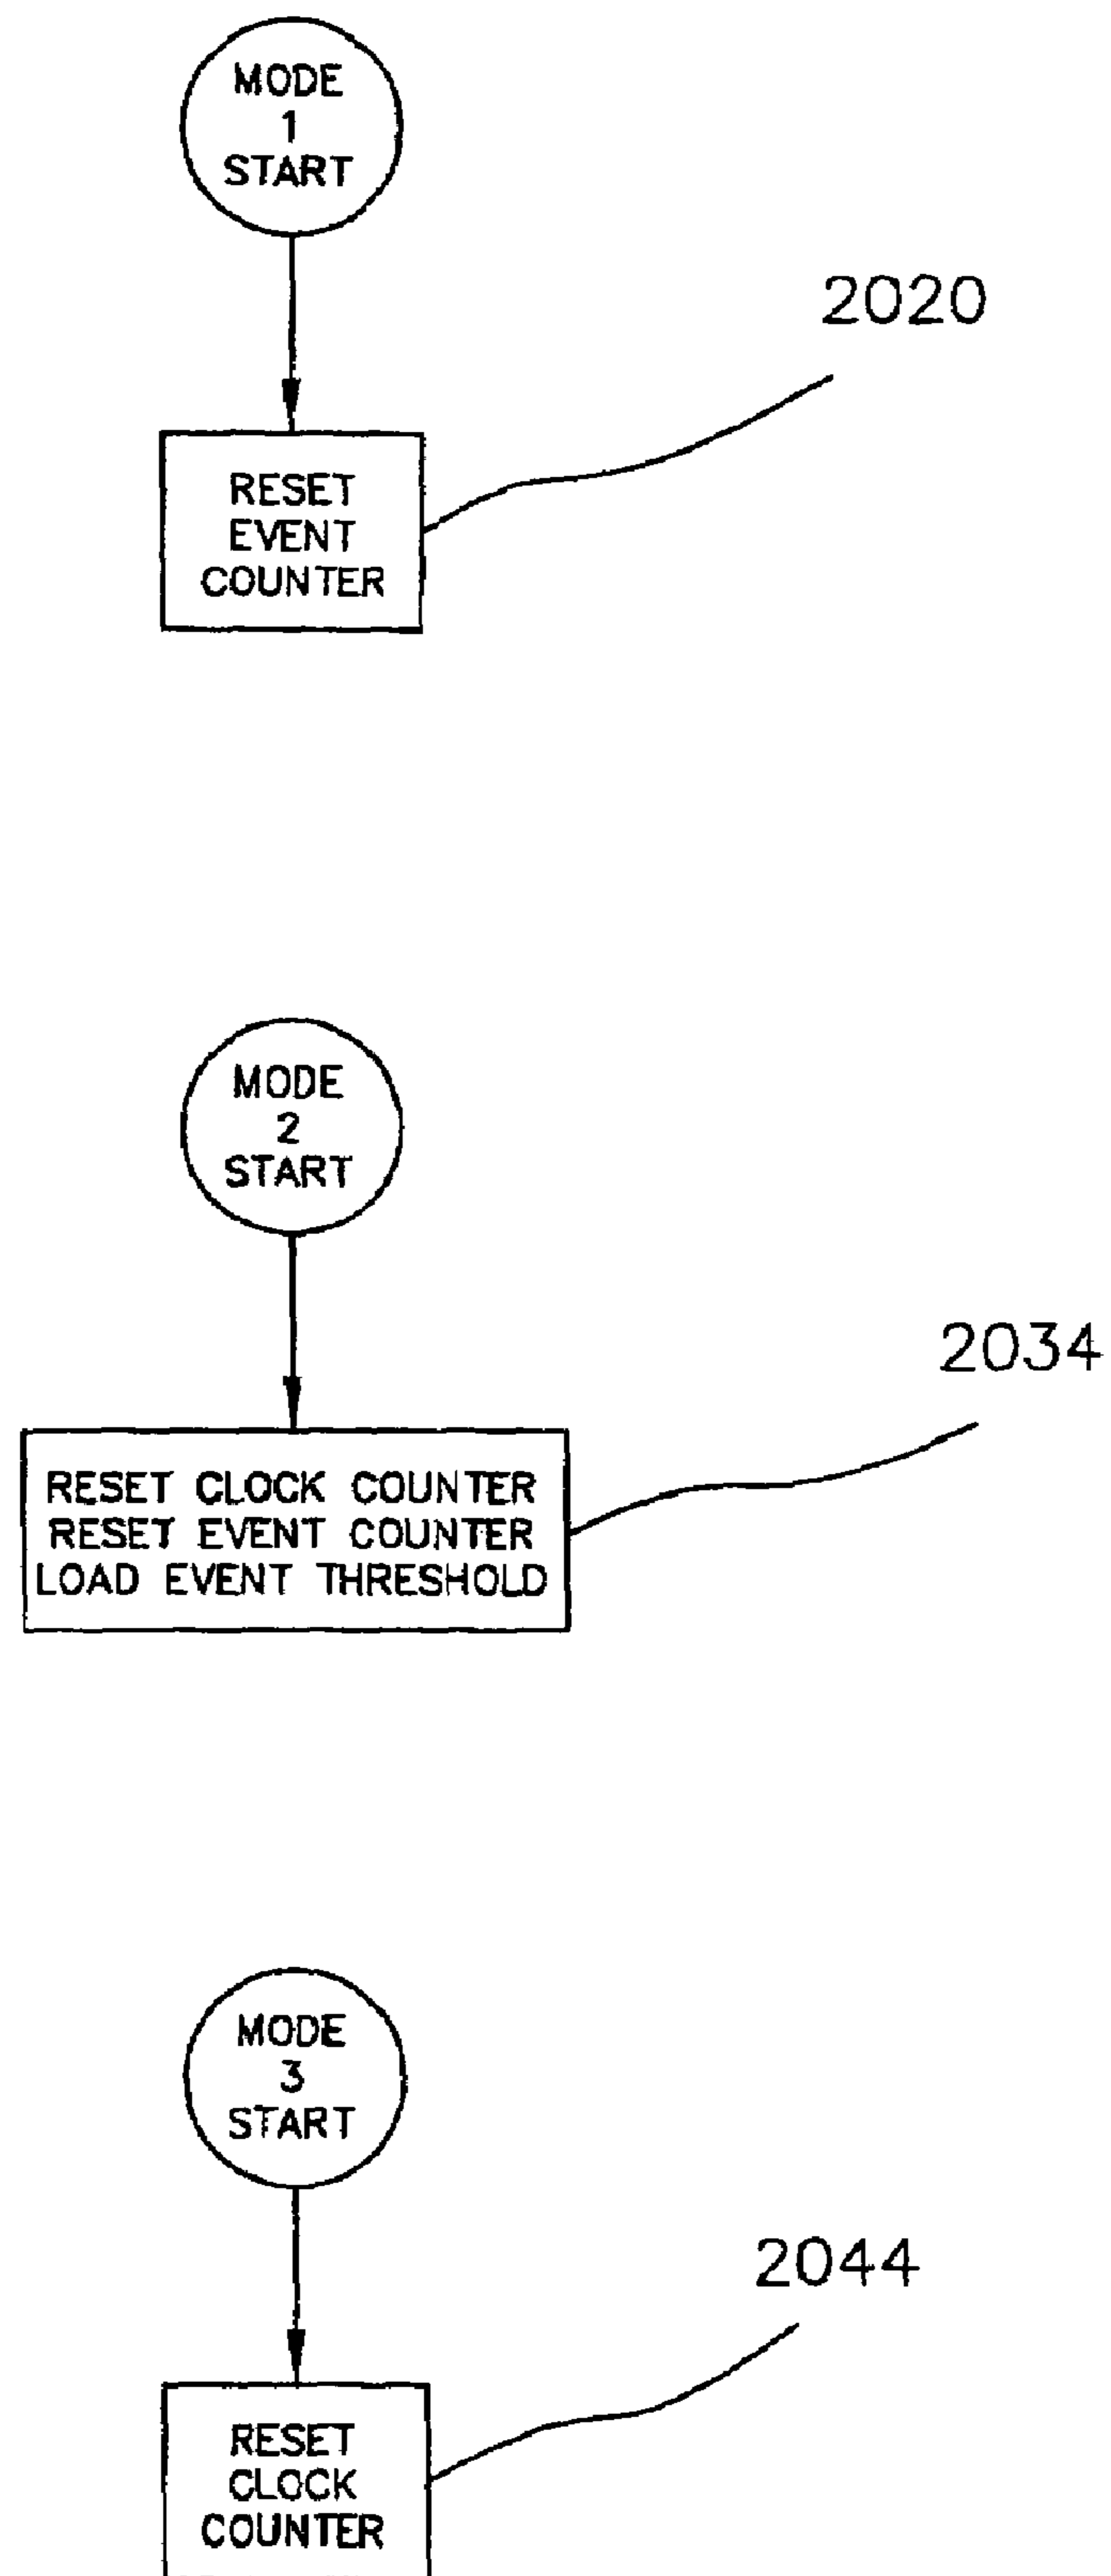 MODE
1
START
2020
RESET
EVENT
COUNTER
MODE
2
START
2034
RESET CLOCK COUNTER
RESET EVENT COUNTER
LOAD EVENT THRESHOLD
MODE
3
START
2044
RESET
CLOCK
COUNTER